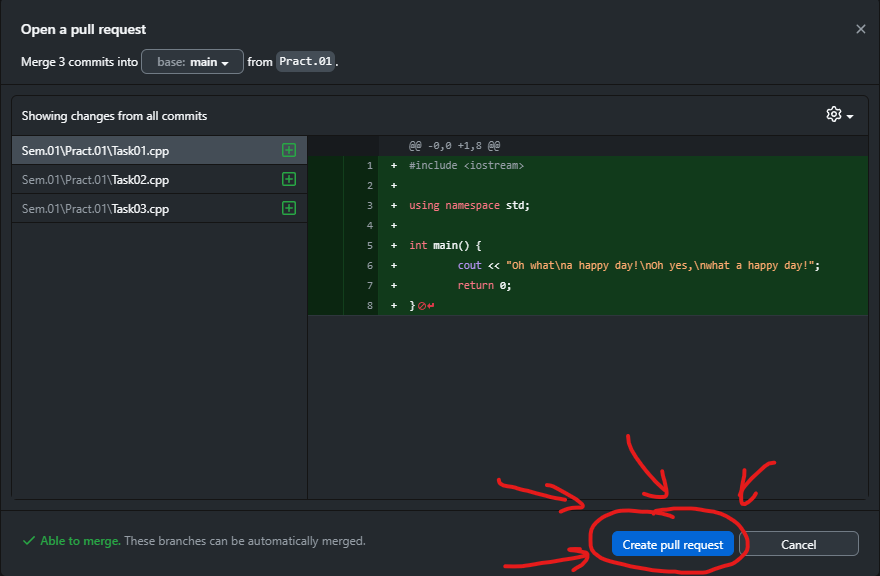 Open a pull request
Merge 3 commits into base: main from Pract.01.
Showing changes from all commits
Sem.01\Pract.01\Task01.cpp
Sem.01\Pract.01\Task02.cpp
Sem.01\Pract.01\Task03.cpp
@@ -0,0 +1,8 @@
1 + #include <iostream>
2 +
3 + using namespace std;
4 +
5 + int main() {
6 + cout << "Oh what\na happy day!\nOh yes,\nwhat a happy day!";
7 + return 0;
8 + }
Able to merge. These branches can be automatically merged.
Create pull request
Cancel